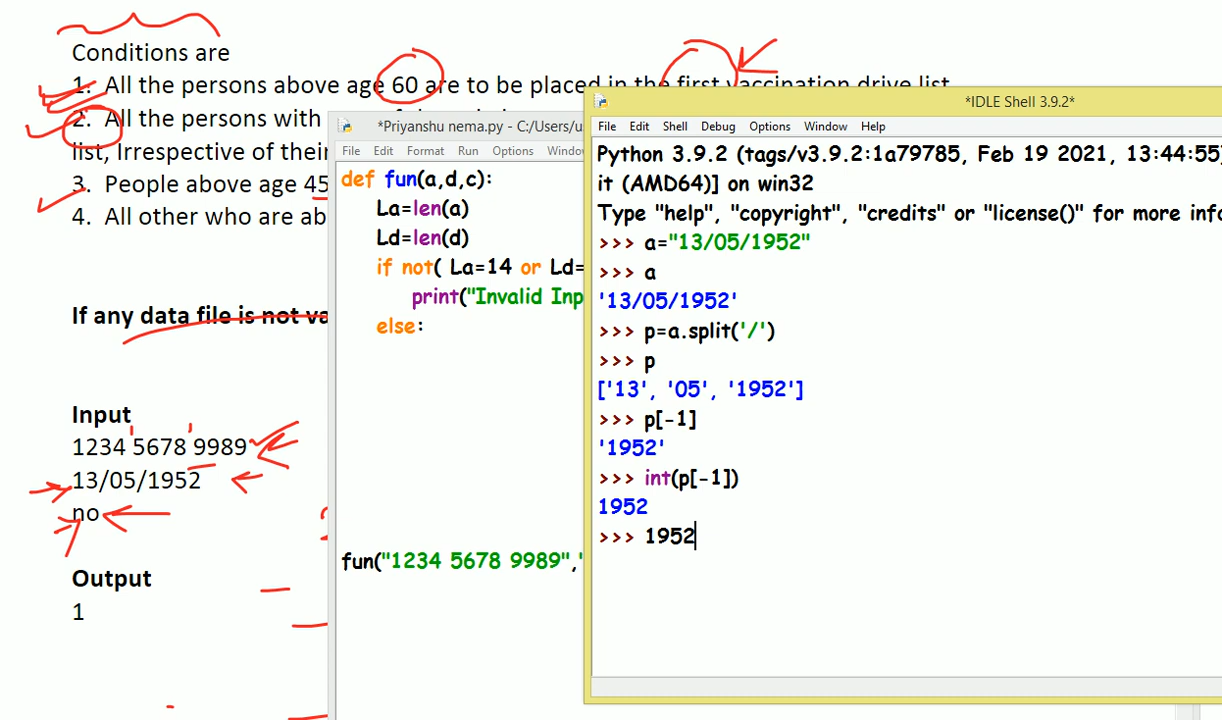 Conditions are
1. All the persons above age 60 are to be placed in the first vaccination drive list
2. All the persons with
list, Irrespective of their
3. People above age 45
4. All other who are ab
If any data file is not va
Input
1234 5678 9989
13/05/1952
no
Output
1
*Priyanshu nema.py - C:/Users/u
File Edit Format Run Options Windo
def fun(a,d,c):
La=len(a)
Ld=len(d)
if not( La=14 or Ld=
print("Invalid Inp
else:
fun("1234 5678 9989",
*IDLE Shell 3.9.2*
File Edit Shell Debug Options Window Help
Python 3.9.2 (tags/v3.9.2:1a79785, Feb 19 2021, 13:44:55)
it (AMD64)] on win32
Type "help", "copyright", "credits" or "license()" for more info
>>> a="13/05/1952"
>>> a
'13/05/1952'
>>> p=a.split('/')
>>> p
['13', '05', '1952']
>>> p[-1]
'1952'
>>> int(p[-1])
1952
>>> 1952